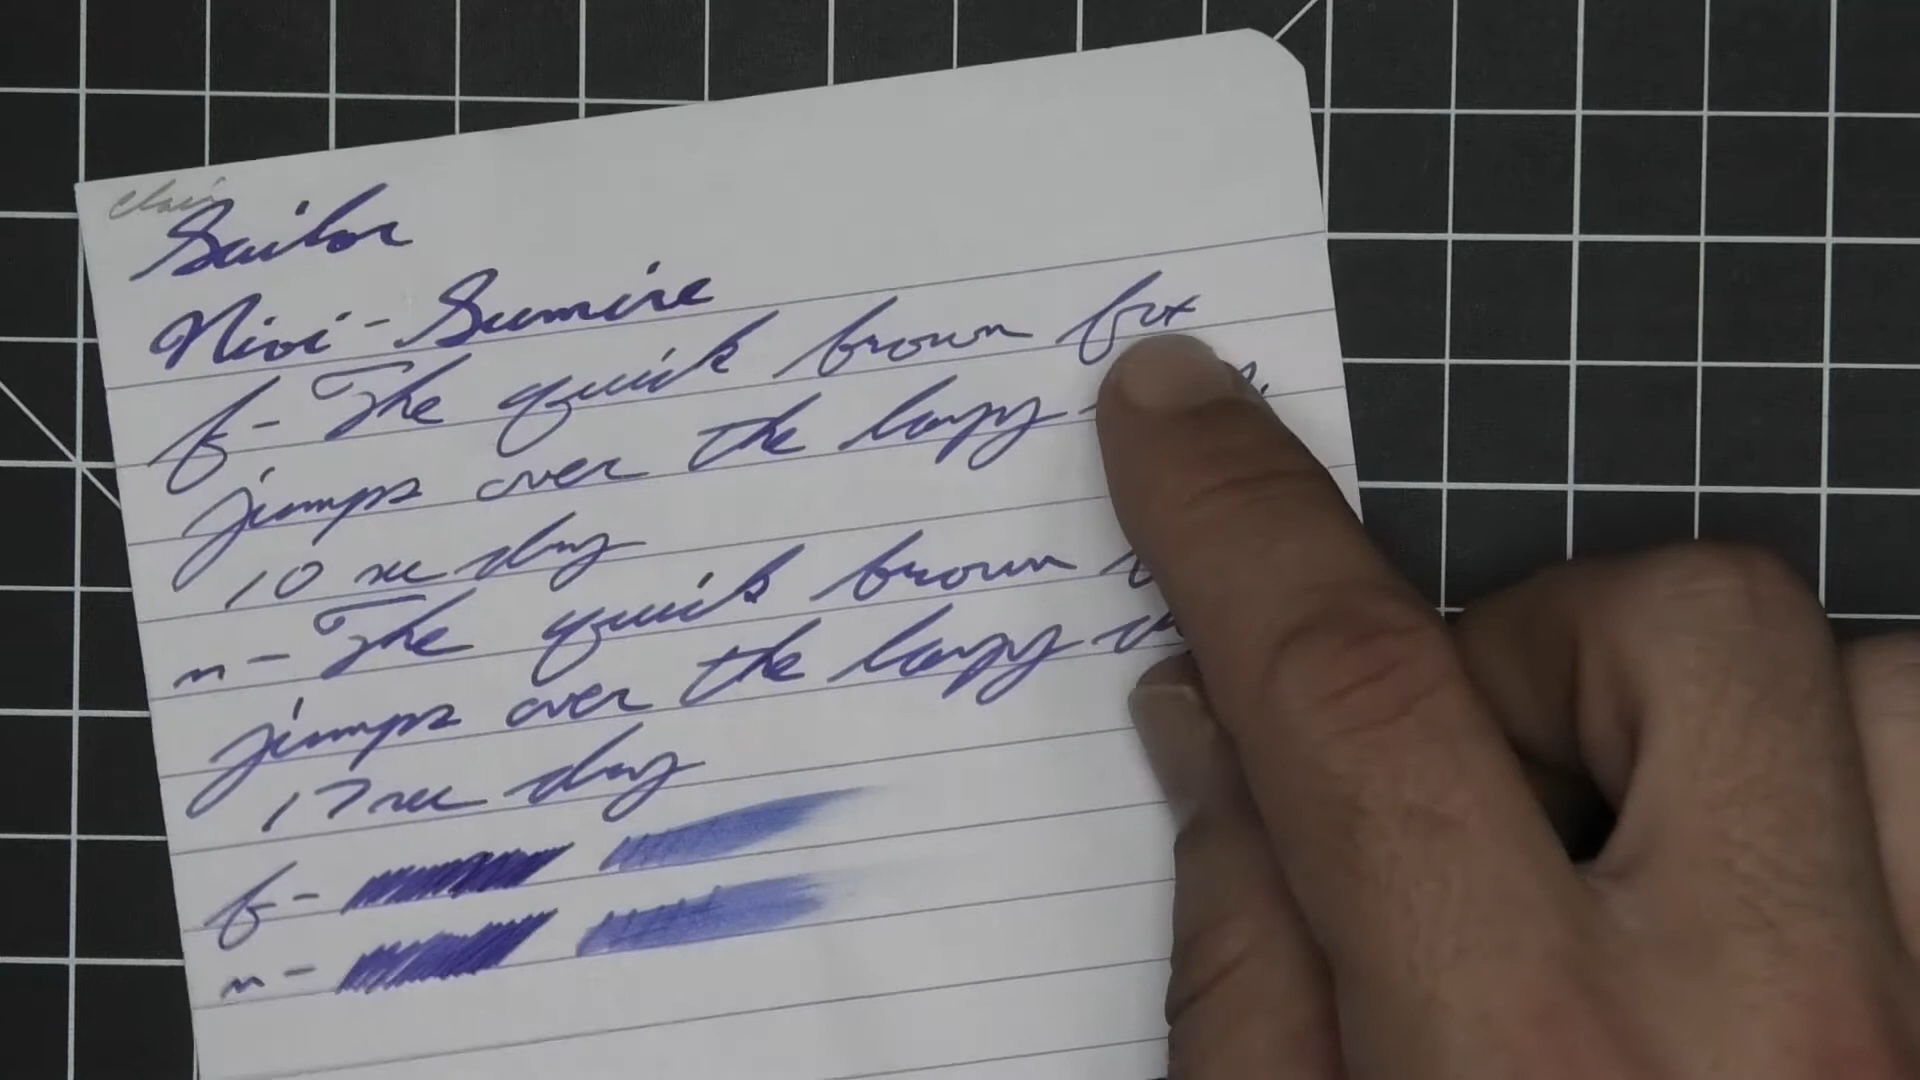 Clair
Sailor
Nioi-Sumire
f- The quick brown fox
jumps over the lazy
10 sec dry
m- The quick brown
jumps over the lazy
17 sec dry
f-
m-